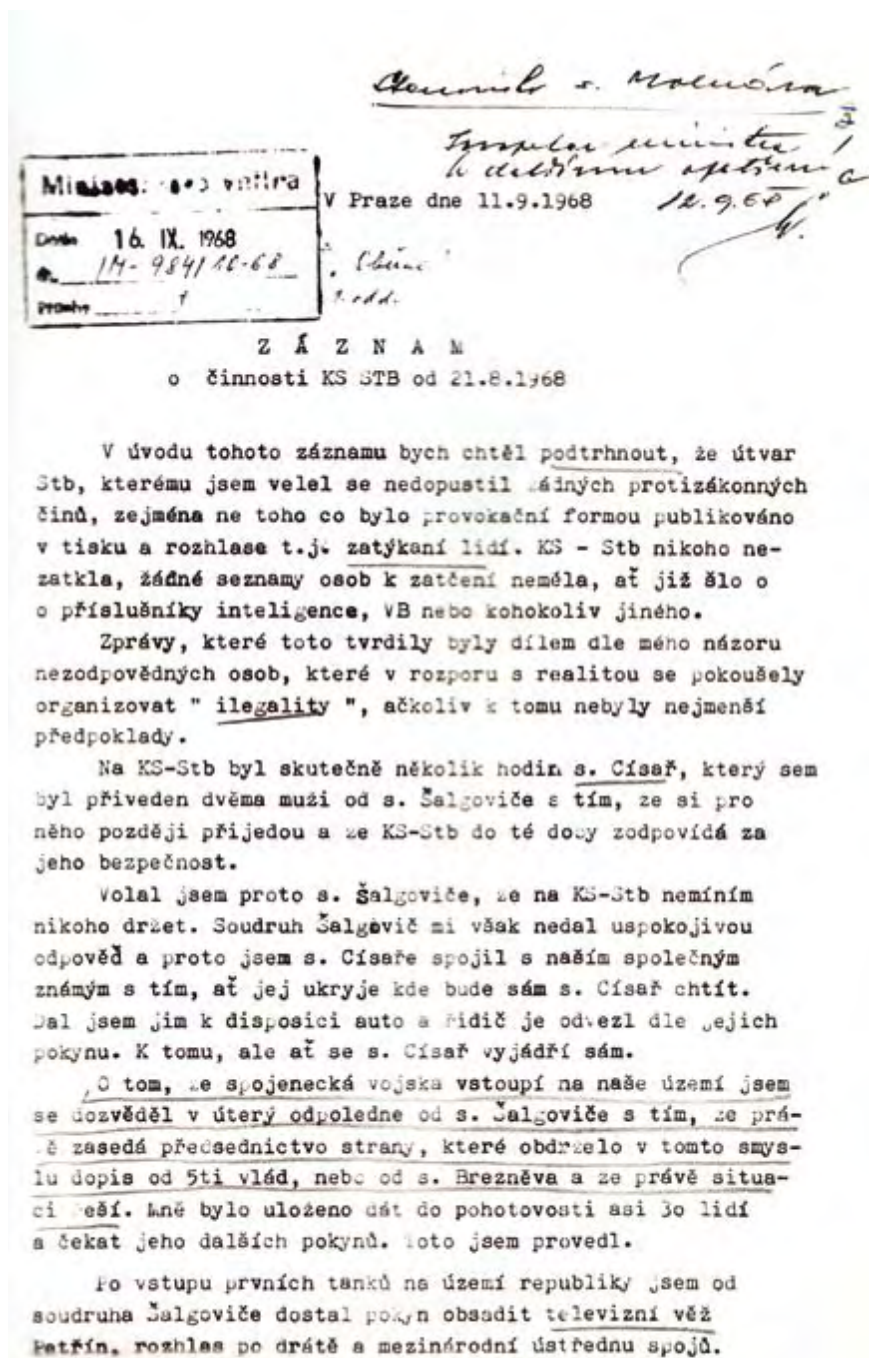 Inspekce ministra
k dalšímu opatření
12.9.68
Ministerstvo vnitra
V Praze dne 11.9.1968
Došlo 16. IX. 1968
IM-984/10-68
Z Á Z N A M
o činnosti KS STB od 21.8.1968
V úvodu tohoto záznamu bych chtěl podtrhnout, že útvar
Stb, kterému jsem velel se nedopustil žádných protizákonných
činů, zejména ne toho co bylo provokační formou publikováno
v tisku a rozhlase t.j. zatýkaní lidí. KS - Stb nikoho ne-
zatkla, žádné seznamy osob k zatčení neměla, ať již šlo o
o příslušníky inteligence, VB nebo kohokoliv jiného.
Zprávy, které toto tvrdily byly dílem dle mého názoru
nezodpovědných osob, které v rozporu s realitou se pokoušely
organizovat " ilegality ", ačkoliv k tomu nebyly nejmenší
předpoklady.
Na KS-Stb byl skutečně několik hodin s. Císař, který sem
byl přiveden dvěma muži od s. Šalgoviče s tím, ze si pro
něho později přijedou a ze KS-Stb do té doby zodpovídá za
jeho bezpečnost.
Volal jsem proto s. Šalgoviče, ze na KS-Stb nemíním
nikoho držet. Soudruh Šalgovič mi však nedal uspokojivou
odpověď a proto jsem s. Císaře spojil s naším společným
známým s tím, ať jej ukryje kde bude sám s. Císař chtít.
Dal jsem jim k disposici auto a řidič je odvezl dle jejich
pokynu. K tomu, ale ať se s. Císař vyjádří sám.
O tom, ze spojenecká vojska vstoupí na naše území jsem
se dozvěděl v úterý odpoledne od s. Šalgoviče s tím, ze prá-
vě zasedá předsednictvo strany, které obdrzelo v tomto smys-
lu dopis od 5ti vlád, nebo od s. Brezněva a ze právě situa-
ci řeší. Mně bylo uloženo dát do pohotovosti asi 3o lidí
a čekat jeho dalších pokynů. Toto jsem provedl.
Po vstupu prvních tanků na území republiky jsem od
soudruha Šalgoviče dostal pokyn obsadit televizní věž
Petřín, rozhlas po drátě a mezinárodní ústřednu spojů.